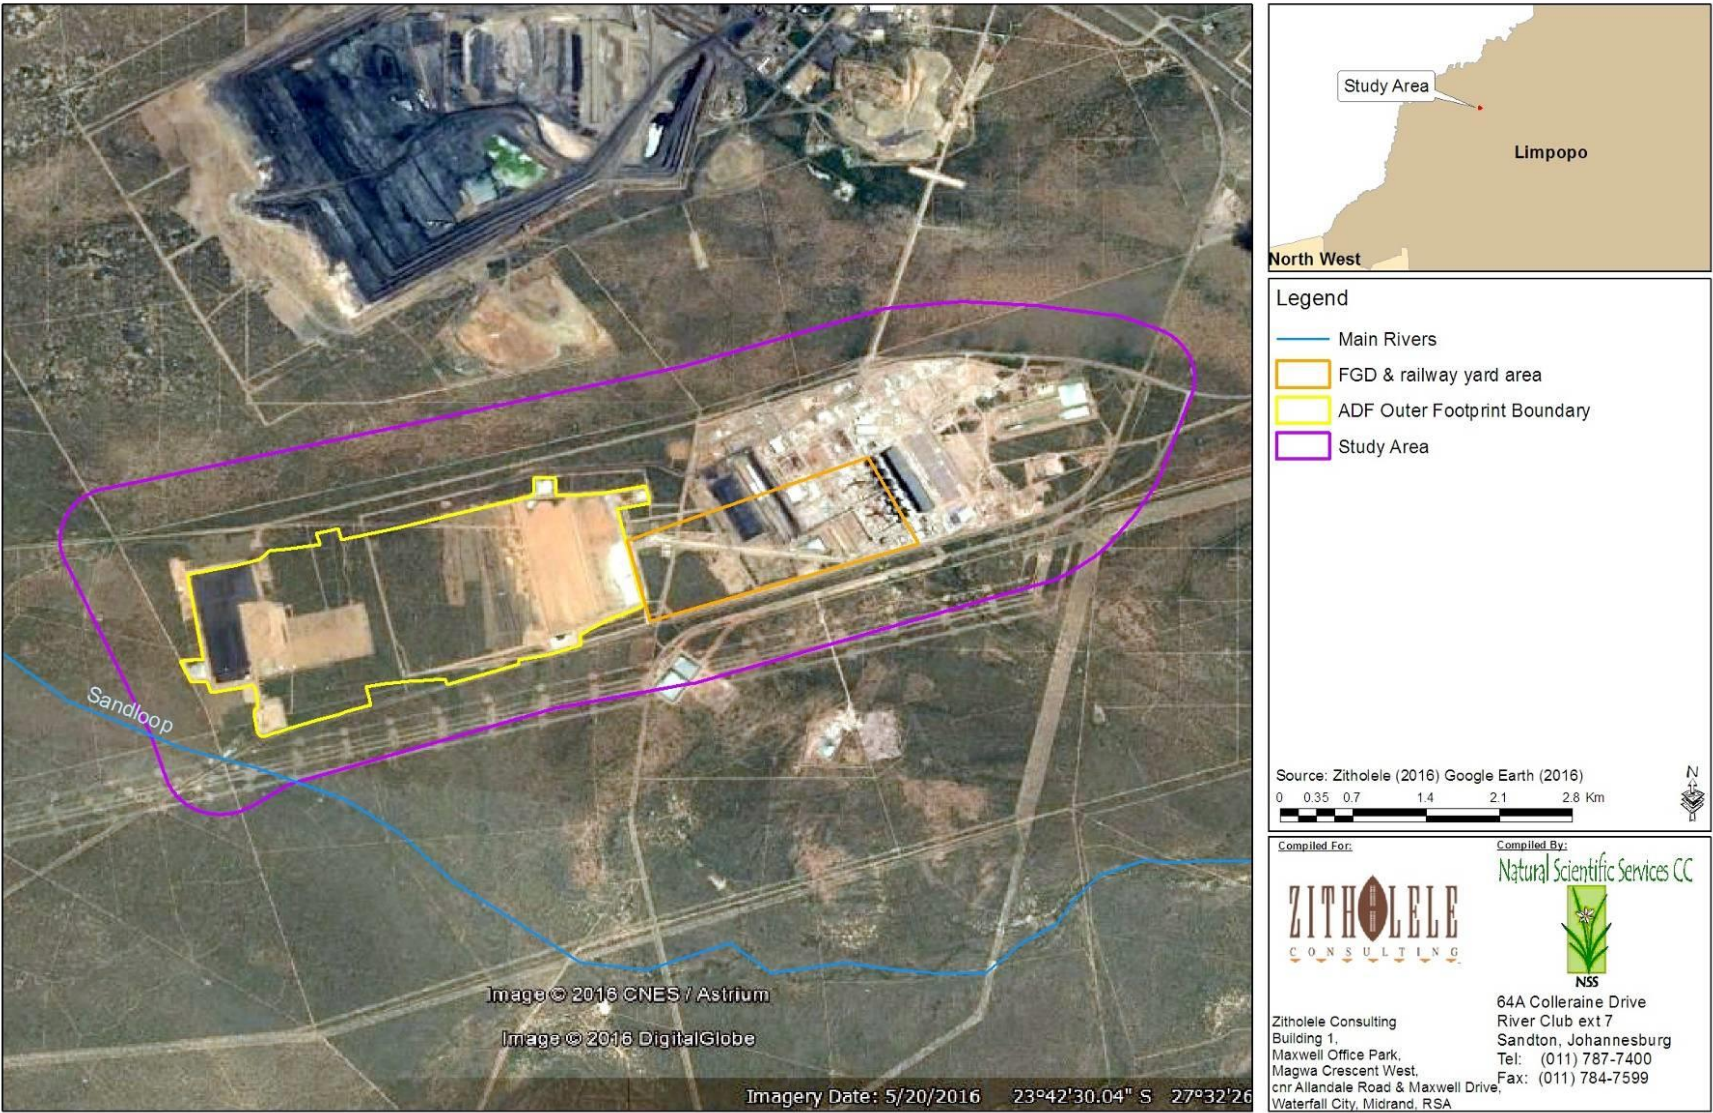 Sandloop
Image © 2016 CNES / Astrium
Image © 2016 DigitalGlobe
Imagery Date: 5/20/2016 23°42'30.04" S 27°32'26
Study Area
Limpopo
North West
Legend
Main Rivers
FGD & railway yard area
ADF Outer Footprint Boundary
Study Area
Source: Zitholele (2016) Google Earth (2016)
N
0 0.35 0.7 1.4 2.1 2.8 Km
Compiled For:
ZITHOLELE
CONSULTING
Zitholele Consulting
Building 1,
Maxwell Office Park,
Magwa Crescent West,
cnr Allandale Road & Maxwell Drive,
Waterfall City, Midrand, RSA
Compiled By:
Natural Scientific Services CC
NSS
64A Colleraine Drive
River Club ext 7
Sandton, Johannesburg
Tel: (011) 787-7400
Fax: (011) 784-7599